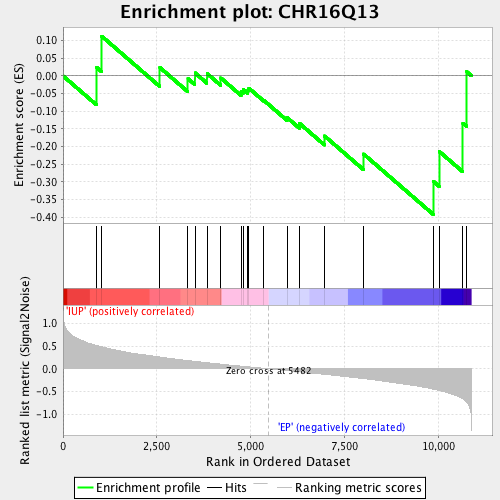 Enrichment plot: CHR16Q13
Enrichment score (ES)
0.10
0.05
0.00
-0.05
-0.10
-0.15
-0.20
-0.25
-0.30
-0.35
-0.40
'IUP' (positively correlated)
Ranked list metric (Signal2Noise)
1.0
0.5
0.0
-0.5
-1.0
Zero cross at 5482
'EP' (negatively correlated)
0
2,500
5,000
7,500
10,000
Rank in Ordered Dataset
Enrichment profile
Hits
Ranking metric scores